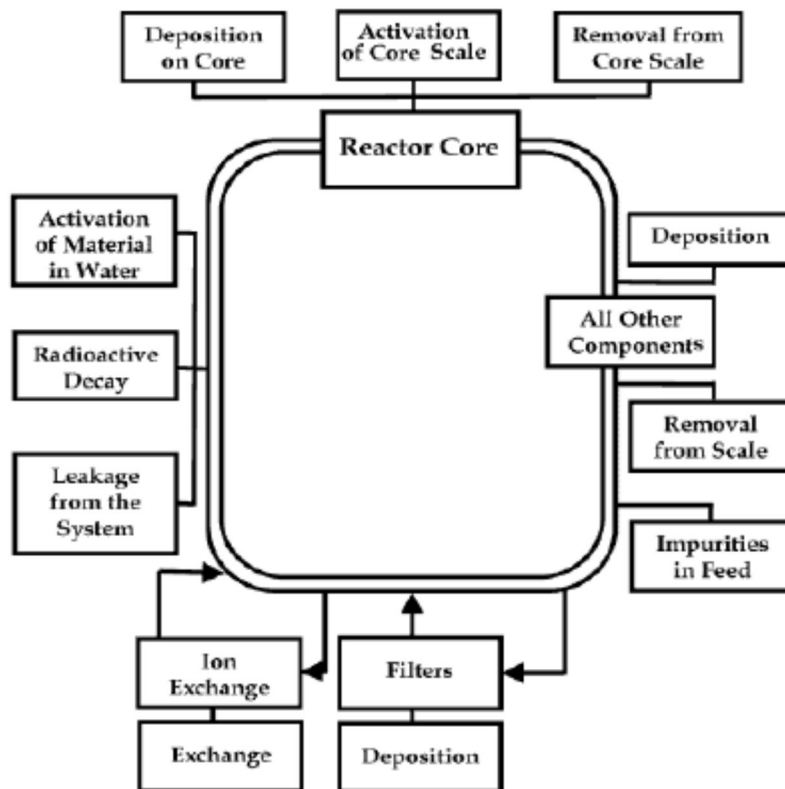 Deposition
on Core
Activation
of Core Scale
Removal from
Core Scale
Reactor Core
Activation
of Material
in Water
Radioactive
Decay
Leakage
from the
System
Deposition
All Other
Components
Removal
from Scale
Impurities
in Feed
Ion
Exchange
Exchange
Filters
Deposition